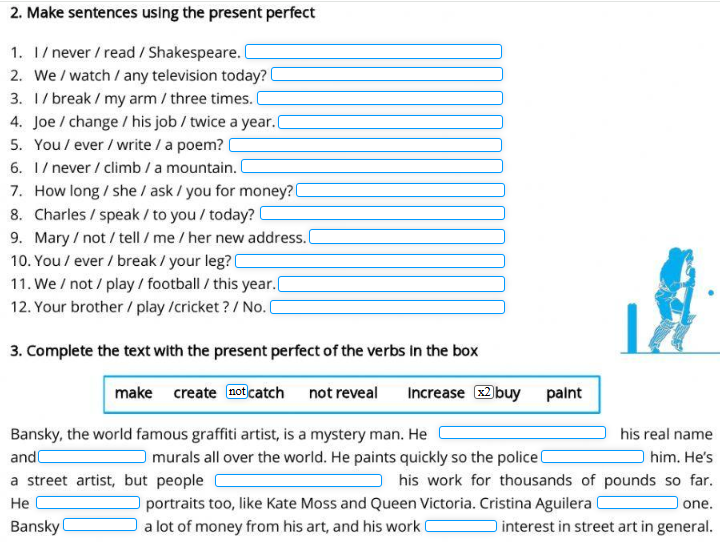 2. Make sentences using the present perfect
1. I / never / read / Shakespeare.
2. We / watch / any television today?
3. I / break / my arm / three times.
4. Joe / change / his job / twice a year.
5. You / ever / write / a poem?
6. I / never / climb / a mountain.
7. How long / she / ask / you for money?
8. Charles / speak / to you / today?
9. Mary / not / tell / me / her new address.
10. You / ever / break / your leg?
11. We / not / play / football / this year.
12. Your brother / play /cricket ? / No.
3. Complete the text with the present perfect of the verbs in the box
make create not catch not reveal increase x2 buy paint
Bansky, the world famous graffiti artist, is a mystery man. He his real name
and murals all over the world. He paints quickly so the police him. He's
a street artist, but people his work for thousands of pounds so far.
He portraits too, like Kate Moss and Queen Victoria. Cristina Aguilera one.
Bansky a lot of money from his art, and his work interest in street art in general.